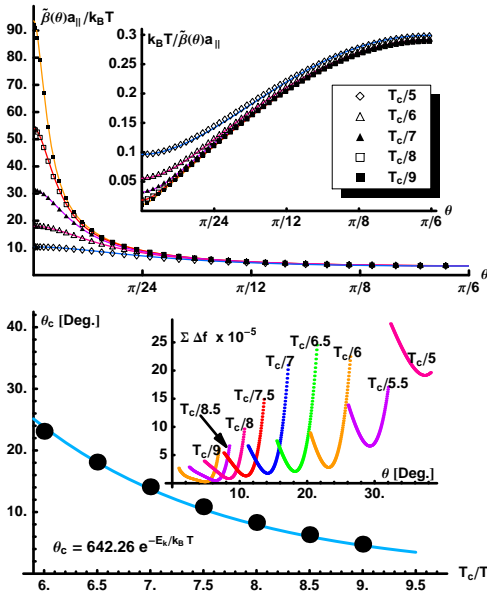 β̃(θ)a||/kBT
90.
80.
70.
60.
50.
40.
30.
20.
10.
π/24
π/12
π/8
π/6
θ
kBT/β̃(θ)a||
0.3
0.25
0.2
0.15
0.1
0.05
π/24
π/12
π/8
π/6
θ
Tc/5
Tc/6
Tc/7
Tc/8
Tc/9
θc [Deg.]
40.
30.
20.
10.
6.
6.5
7.
7.5
8.
8.5
9.
9.5
Tc/T
θc = 642.26 e^-Ek/kBT
Σ Δf x 10^-5
25
20
15
10
5
10.
20.
30.
θ [Deg.]
Tc/9
Tc/8.5
Tc/8
Tc/7.5
Tc/7
Tc/6.5
Tc/6
Tc/5.5
Tc/5